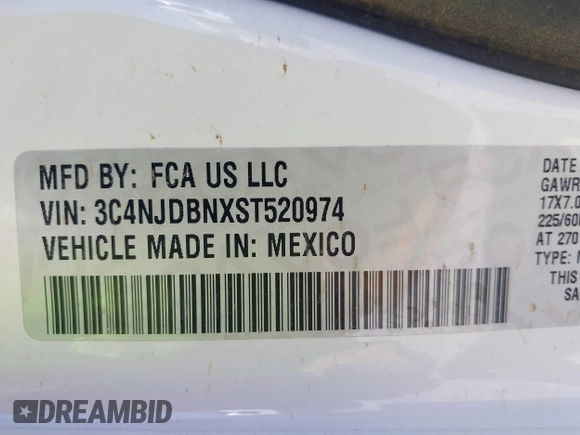 MFD BY: FCA US LLC
VIN: 3C4NJDBNXST520974
VEHICLE MADE IN: MEXICO
DATE
GAWR
17X7.0
225/60
AT 270
TYPE:
THIS
SA
DREAMBID